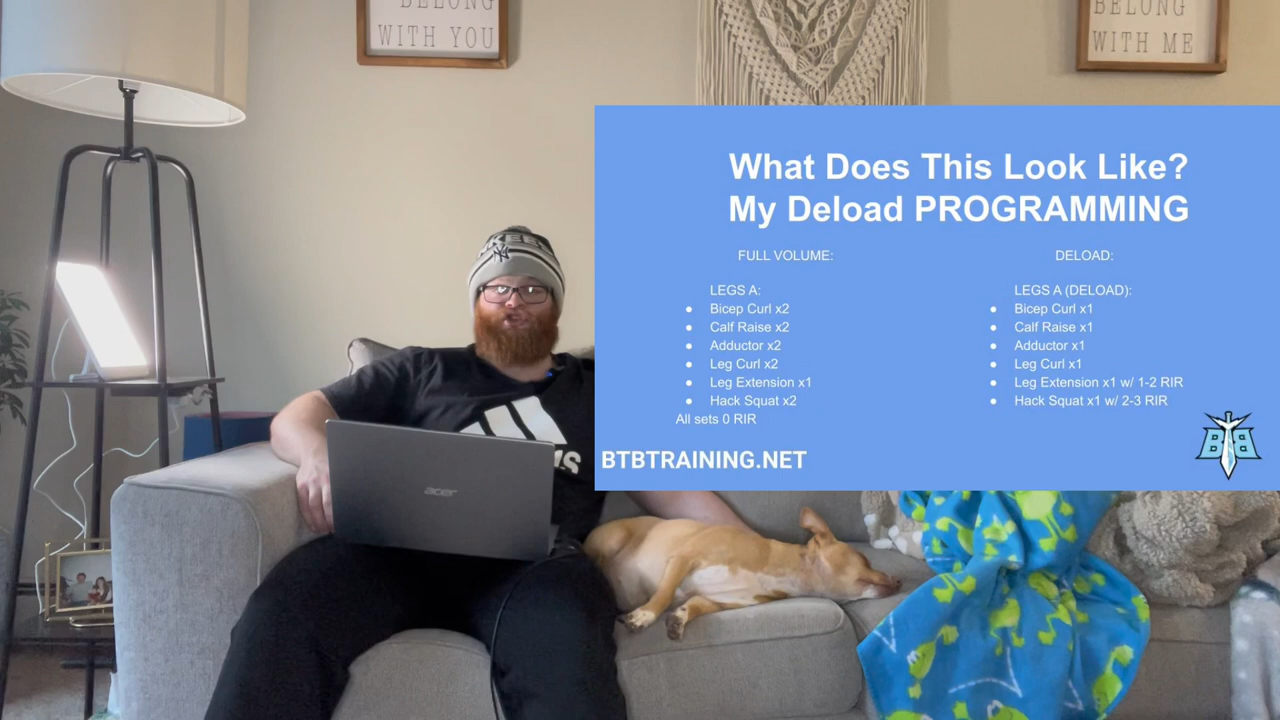 BELONG
WITH YOU
BELONG
WITH ME
What Does This Look Like?
My Deload PROGRAMMING
FULL VOLUME:
LEGS A:
● Bicep Curl x2
● Calf Raise x2
● Adductor x2
● Leg Curl x2
● Leg Extension x1
● Hack Squat x2
All sets 0 RIR
DELOAD:
LEGS A (DELOAD):
● Bicep Curl x1
● Calf Raise x1
● Adductor x1
● Leg Curl x1
● Leg Extension x1 w/ 1-2 RIR
● Hack Squat x1 w/ 2-3 RIR
BTBTRAINING.NET
BB
NY
acer